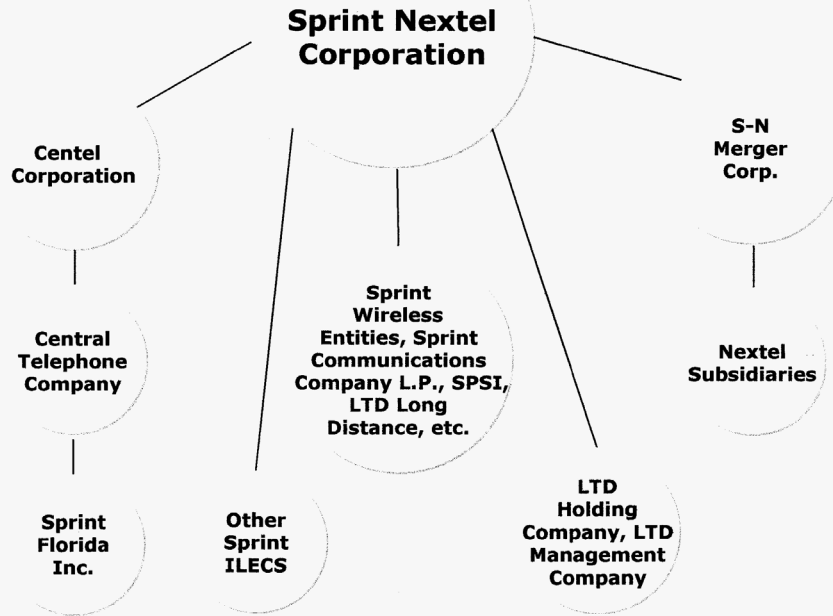 Sprint Nextel
Corporation
Centel
Corporation
S-N
Merger
Corp.
Sprint
Wireless
Entities, Sprint
Communications
Company L.P., SPSI,
LTD Long
Distance, etc.
Central
Telephone
Company
Nextel
Subsidiaries
Sprint
Florida
Inc.
Other
Sprint
ILECS
LTD
Holding
Company, LTD
Management
Company